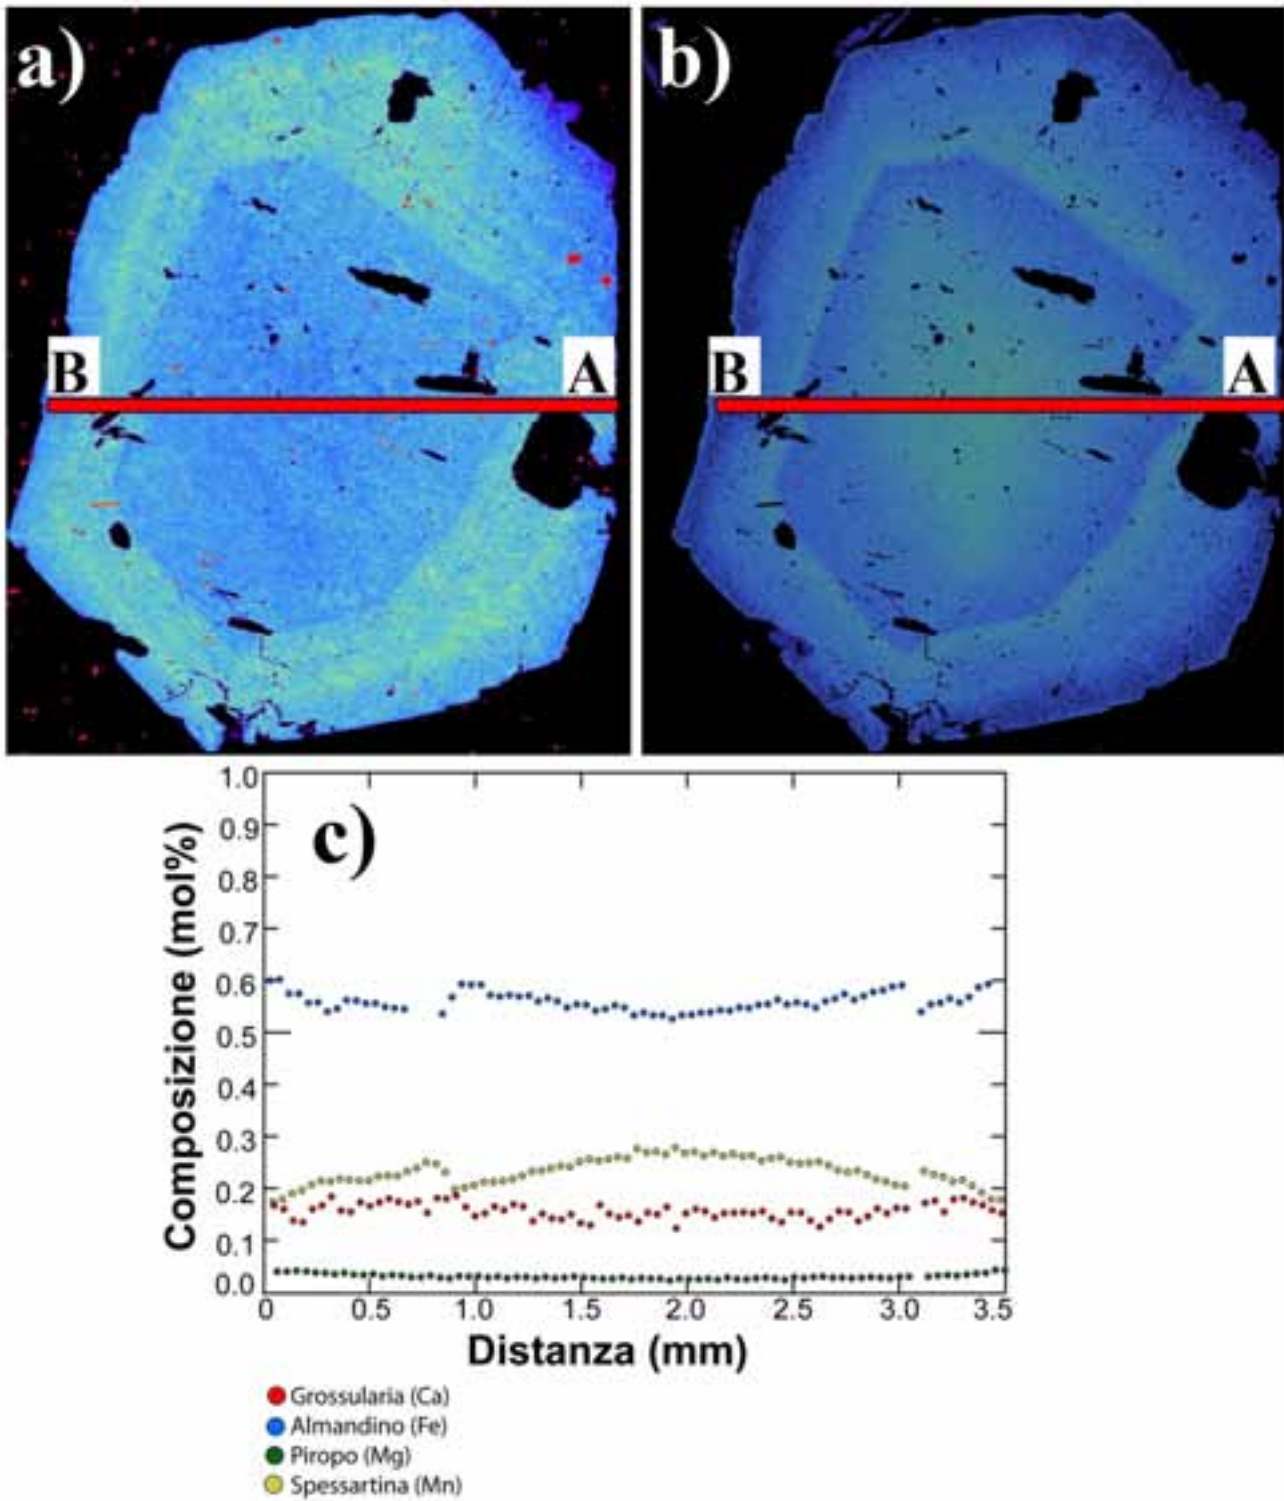 a)
b)
B
A
B
A
c)
Composizione (mol%)
1.0
0.9
0.8
0.7
0.6
0.5
0.4
0.3
0.2
0.1
0.0
0 0.5 1.0 1.5 2.0 2.5 3.0 3.5
Distanza (mm)
Grossularia (Ca)
Almandino (Fe)
Piropo (Mg)
Spessartina (Mn)